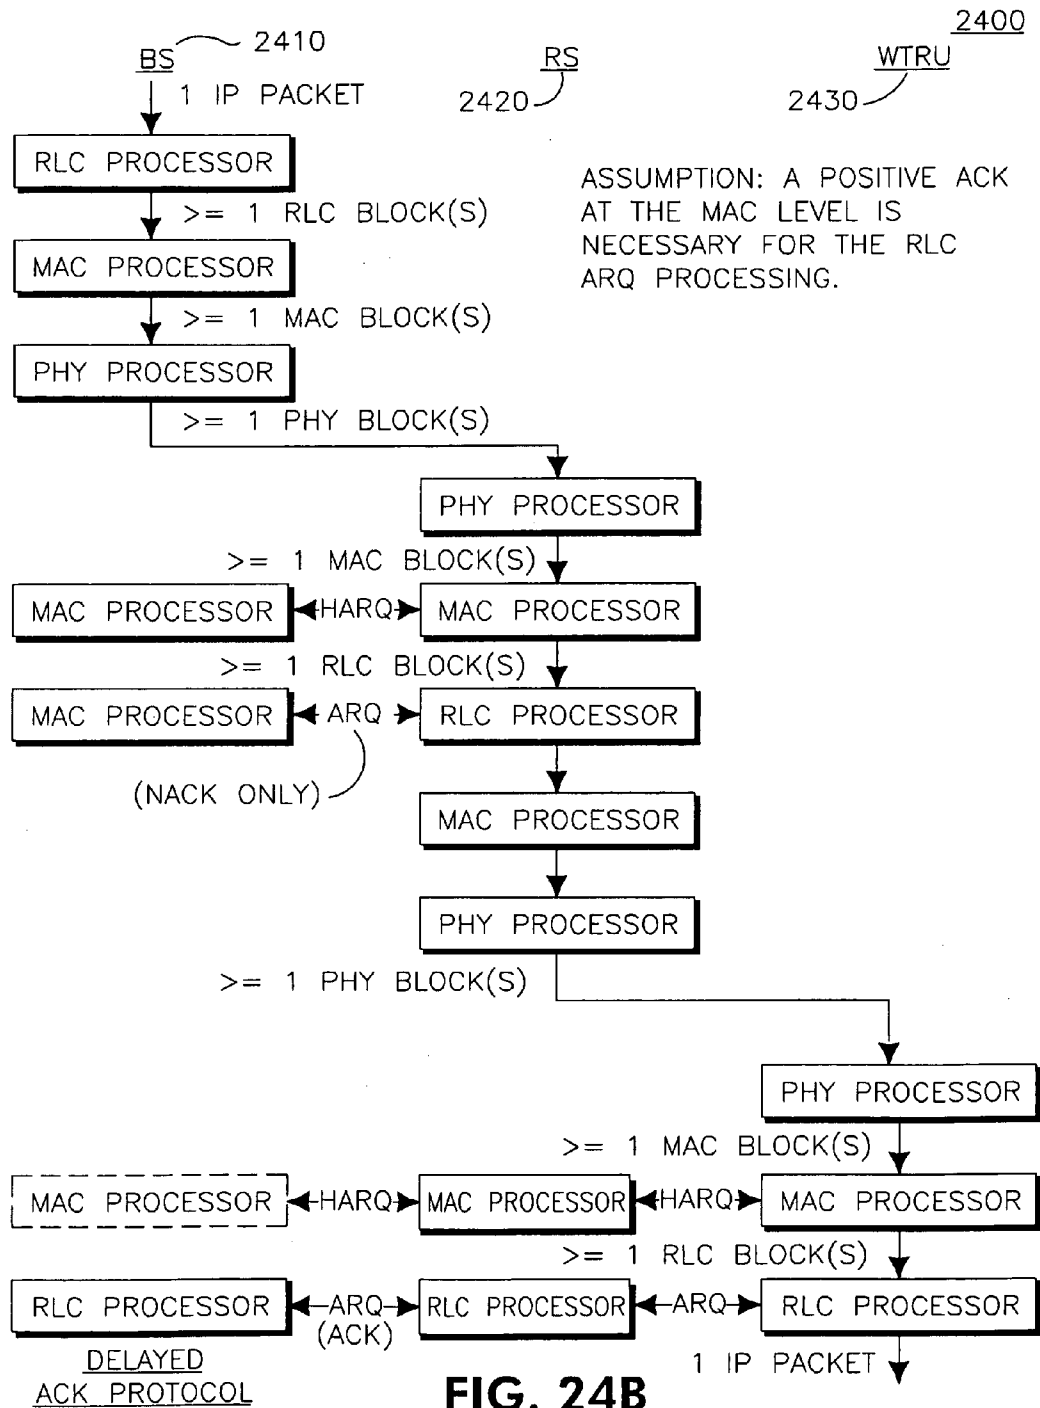 2400
BS 2410
RS
2420
WTRU
2430
1 IP PACKET
RLC PROCESSOR
ASSUMPTION: A POSITIVE ACK
AT THE MAC LEVEL IS
NECESSARY FOR THE RLC
ARQ PROCESSING.
>= 1 RLC BLOCK(S)
MAC PROCESSOR
>= 1 MAC BLOCK(S)
PHY PROCESSOR
>= 1 PHY BLOCK(S)
PHY PROCESSOR
>= 1 MAC BLOCK(S)
MAC PROCESSOR HARQ MAC PROCESSOR
>= 1 RLC BLOCK(S)
MAC PROCESSOR ARQ RLC PROCESSOR
(NACK ONLY)
MAC PROCESSOR
PHY PROCESSOR
>= 1 PHY BLOCK(S)
PHY PROCESSOR
>= 1 MAC BLOCK(S)
MAC PROCESSOR HARQ MAC PROCESSOR HARQ MAC PROCESSOR
>= 1 RLC BLOCK(S)
RLC PROCESSOR ARQ RLC PROCESSOR ARQ RLC PROCESSOR
(ACK)
DELAYED
ACK PROTOCOL
1 IP PACKET
FIG. 24B